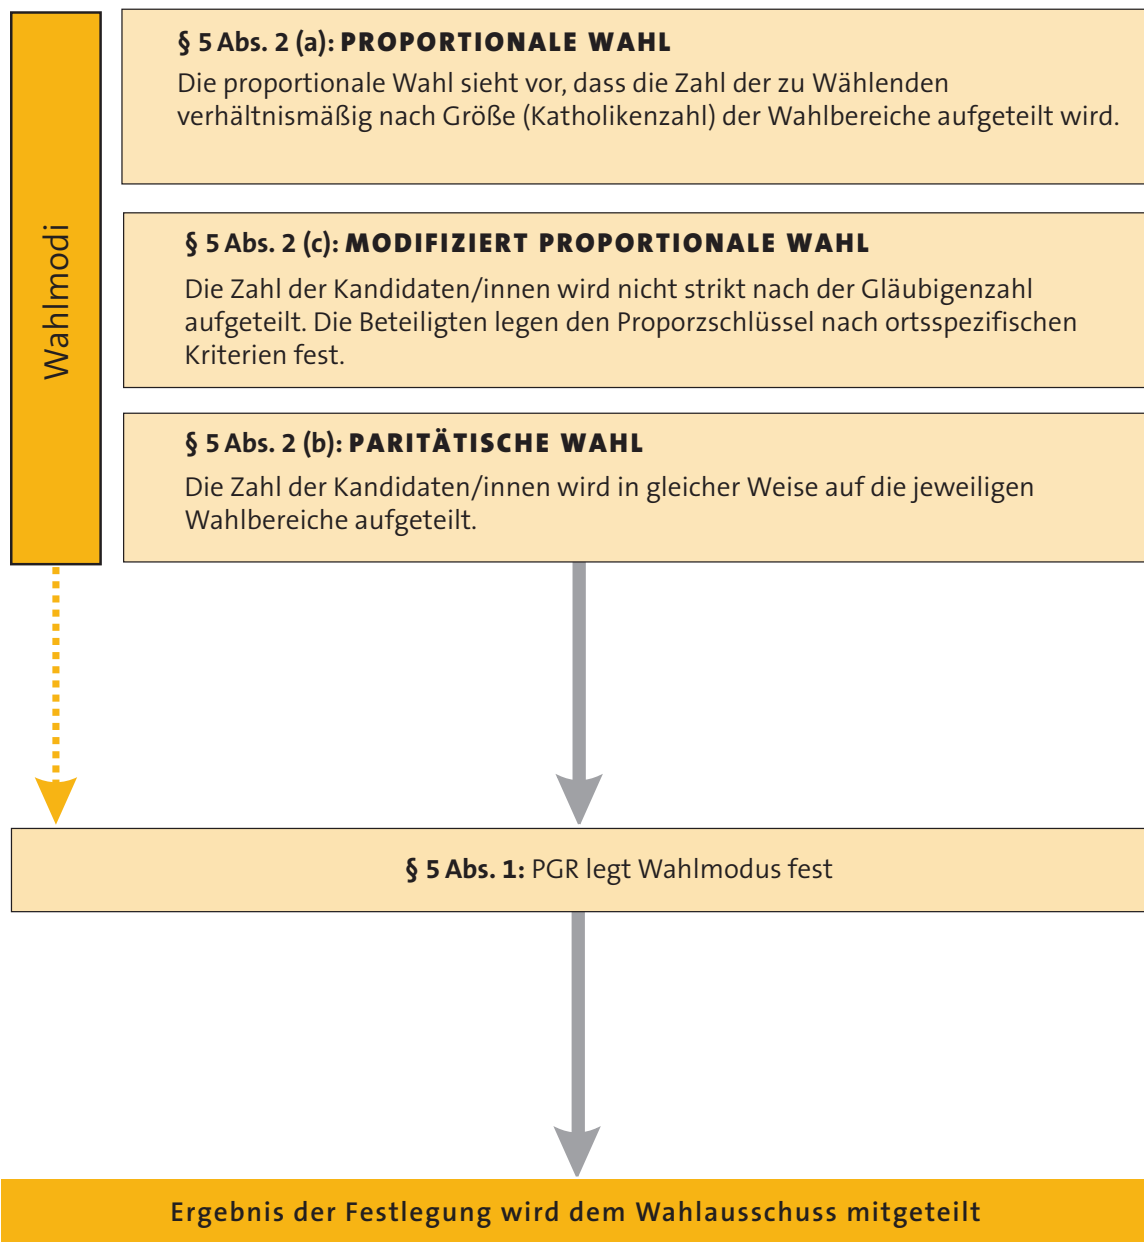 Wahlmodi
§ 5 Abs. 2 (a): PROPORTIONALE WAHL
Die proportionale Wahl sieht vor, dass die Zahl der zu Wählenden
verhältnismäßig nach Größe (Katholikenzahl) der Wahlbereiche aufgeteilt wird.
§ 5 Abs. 2 (c): MODIFIZIERT PROPORTIONALE WAHL
Die Zahl der Kandidaten/innen wird nicht strikt nach der Gläubigenzahl
aufgeteilt. Die Beteiligten legen den Proporzschlüssel nach ortsspezifischen
Kriterien fest.
§ 5 Abs. 2 (b): PARITÄTISCHE WAHL
Die Zahl der Kandidaten/innen wird in gleicher Weise auf die jeweiligen
Wahlbereiche aufgeteilt.
§ 5 Abs. 1: PGR legt Wahlmodus fest
Ergebnis der Festlegung wird dem Wahlausschuss mitgeteilt